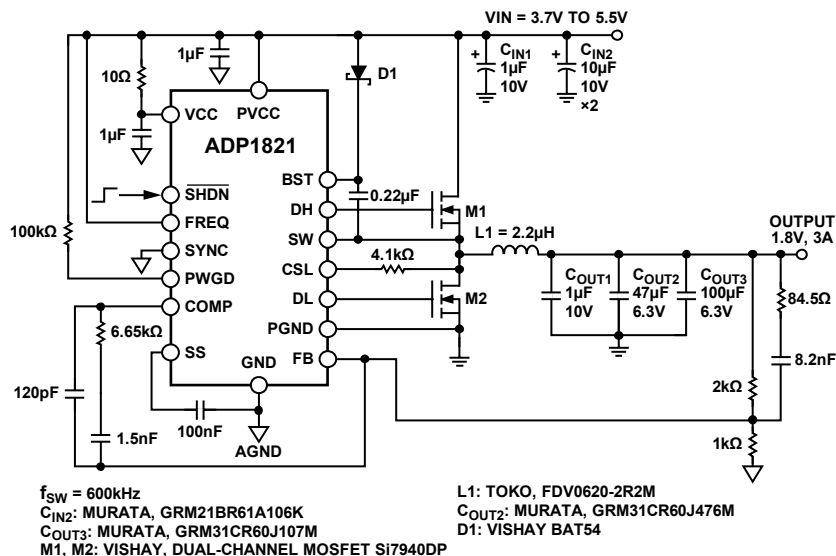 VIN = 3.7V TO 5.5V
1µF
10Ω
D1
+
CIN1
1µF
10V
+
CIN2
10µF
10V
×2
VCC
PVCC
1µF
ADP1821
BST
SHDN
0.22µF
DH
M1
FREQ
100kΩ
SW
L1 = 2.2µH
OUTPUT
1.8V, 3A
SYNC
4.1kΩ
CSL
PWGD
COUT1
1µF
10V
COUT2
47µF
6.3V
COUT3
100µF
6.3V
COMP
DL
M2
84.5Ω
6.65kΩ
PGND
SS
GND
FB
8.2nF
120pF
2kΩ
100nF
1.5nF
AGND
1kΩ
fSW = 600kHz
CIN2: MURATA, GRM21BR61A106K
COUT3: MURATA, GRM31CR60J107M
M1, M2: VISHAY, DUAL-CHANNEL MOSFET Si7940DP
L1: TOKO, FDV0620-2R2M
COUT2: MURATA, GRM31CR60J476M
D1: VISHAY BAT54